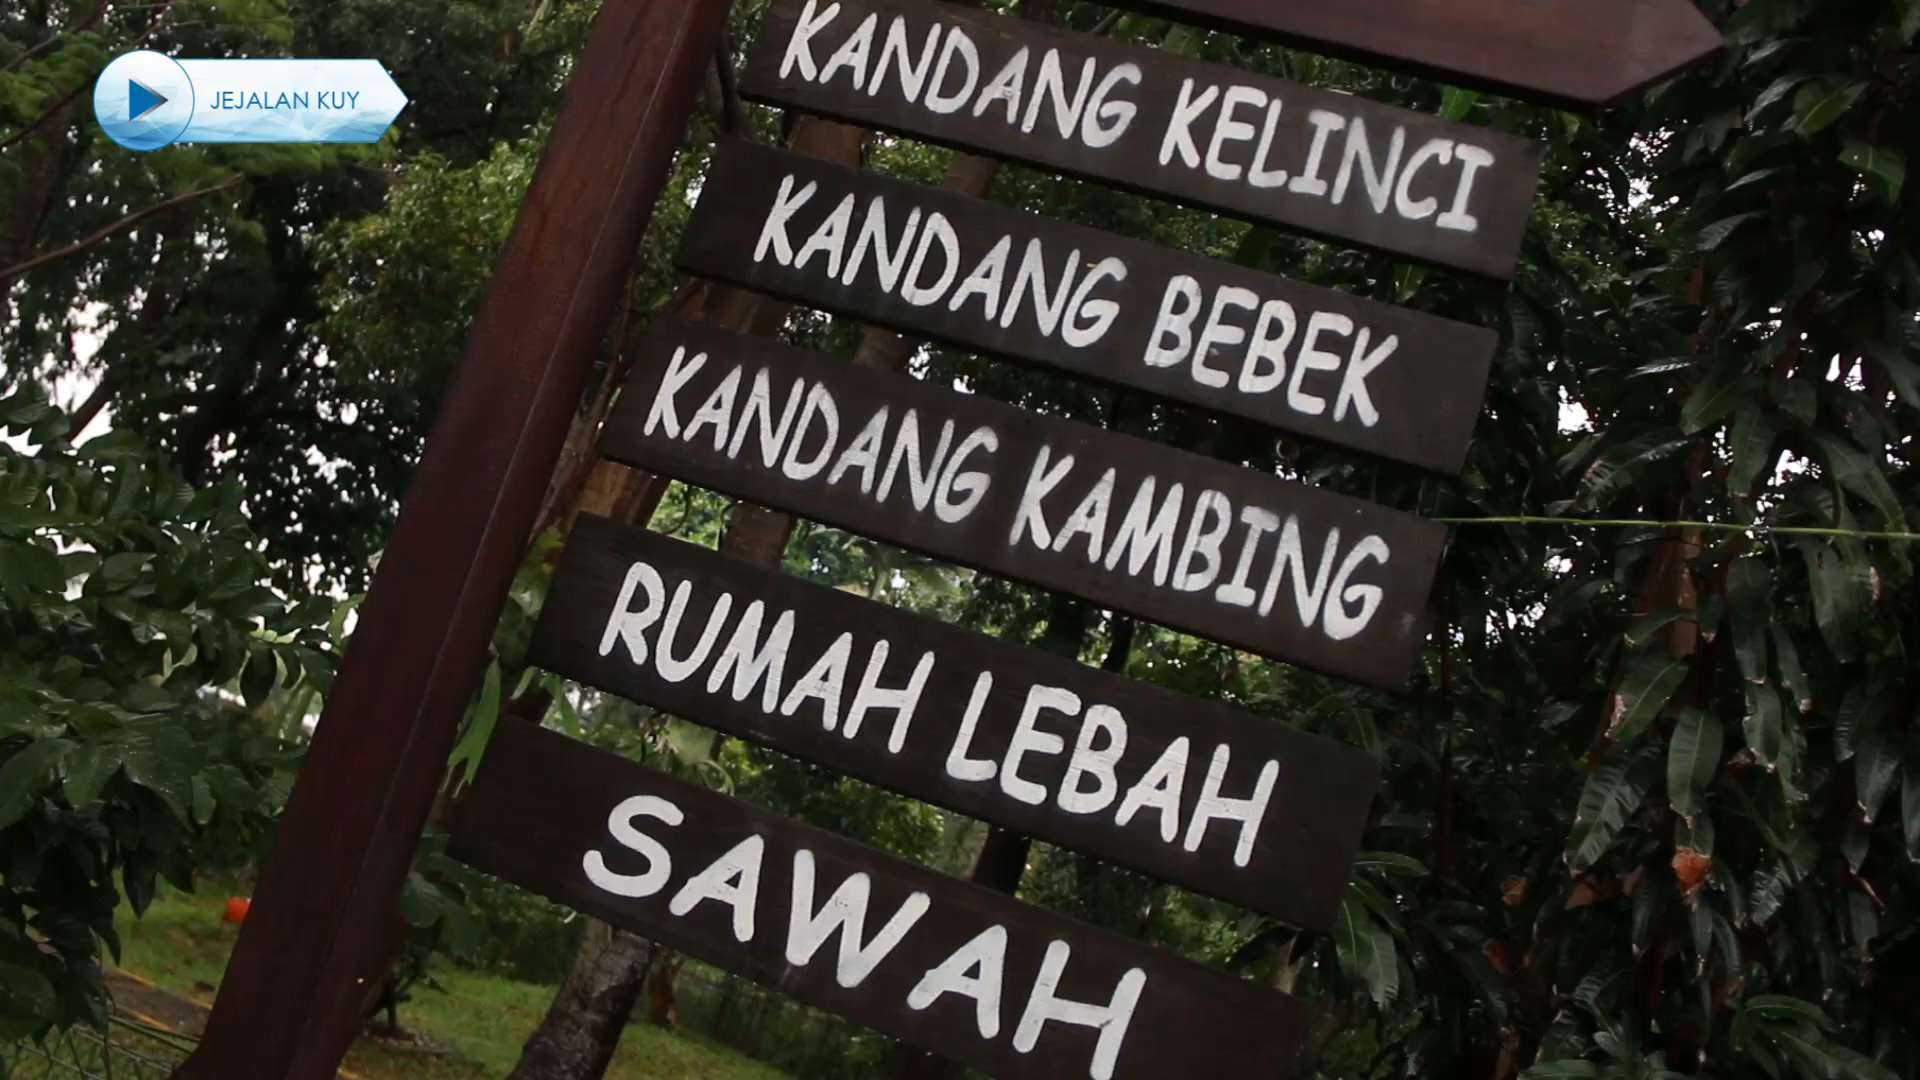 JEJALAN KUY
KANDANG KELINCI
KANDANG BEBEK
KANDANG KAMBING
RUMAH LEBAH
SAWAH